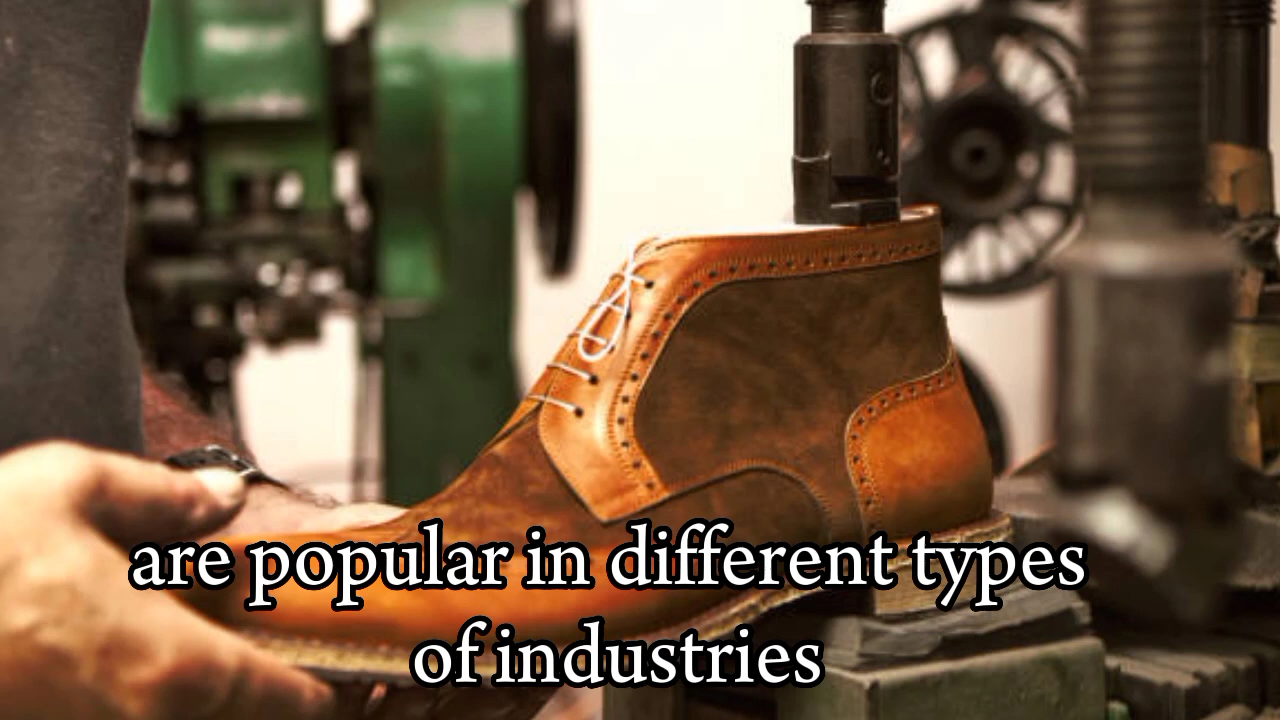 are popular in different types
of industries